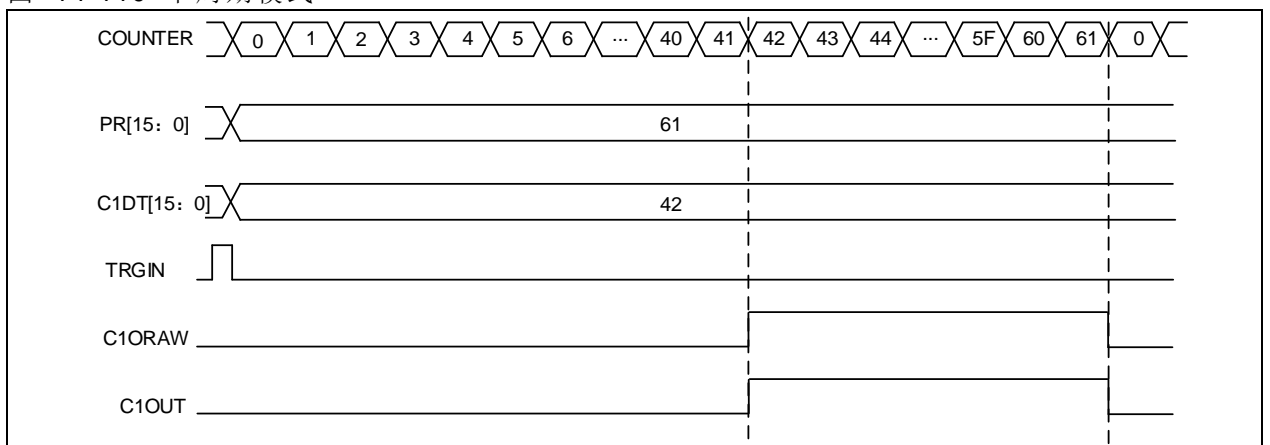 COUNTER 0 1 2 3 4 5 6 ... 40 41 42 43 44 ... 5F 60 61 0
PR[15：0] 61
C1DT[15：0] 42
TRGIN
C1ORAW
C1OUT